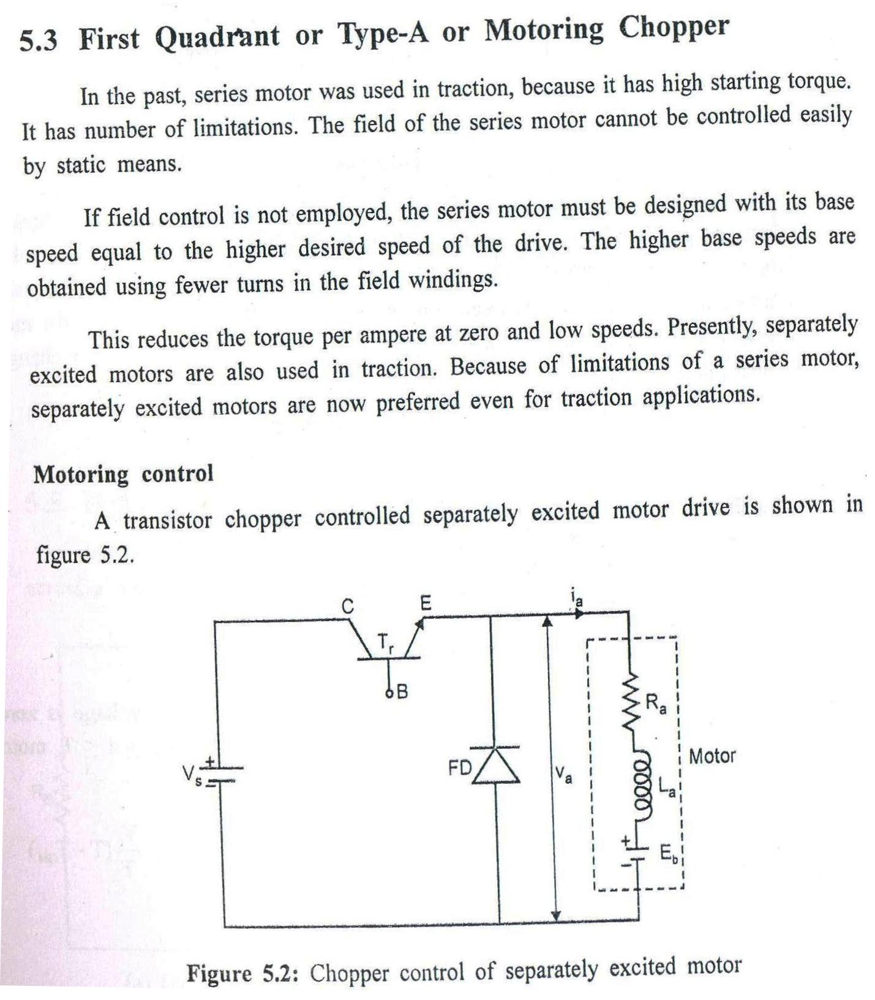 5.3 First Quadrant or Type-A or Motoring Chopper
In the past, series motor was used in traction, because it has high starting torque.
It has number of limitations. The field of the series motor cannot be controlled easily
by static means.
If field control is not employed, the series motor must be designed with its base
speed equal to the higher desired speed of the drive. The higher base speeds are
obtained using fewer turns in the field windings.
This reduces the torque per ampere at zero and low speeds. Presently, separately
excited motors are also used in traction. Because of limitations of a series motor,
separately excited motors are now preferred even for traction applications.
Motoring control
A transistor chopper controlled separately excited motor drive is shown in
figure 5.2.
C
E
ia
Tr
B
Ra
Vs
+
-
FD
Va
Motor
La
+
-
Eb
Figure 5.2: Chopper control of separately excited motor